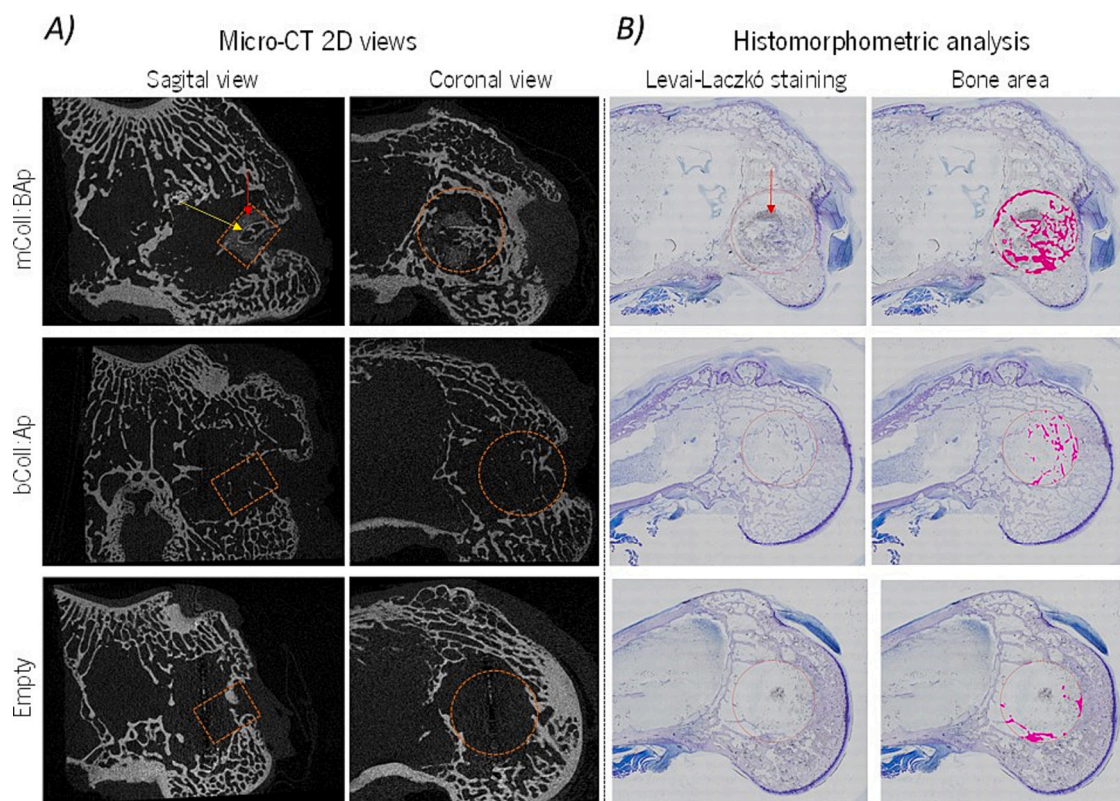 A)
Micro-CT 2D views
Sagital view
Coronal view
B)
Histomorphometric analysis
Levai-Laczkó staining
Bone area
mColl:BAp
bColl:Ap
Empty